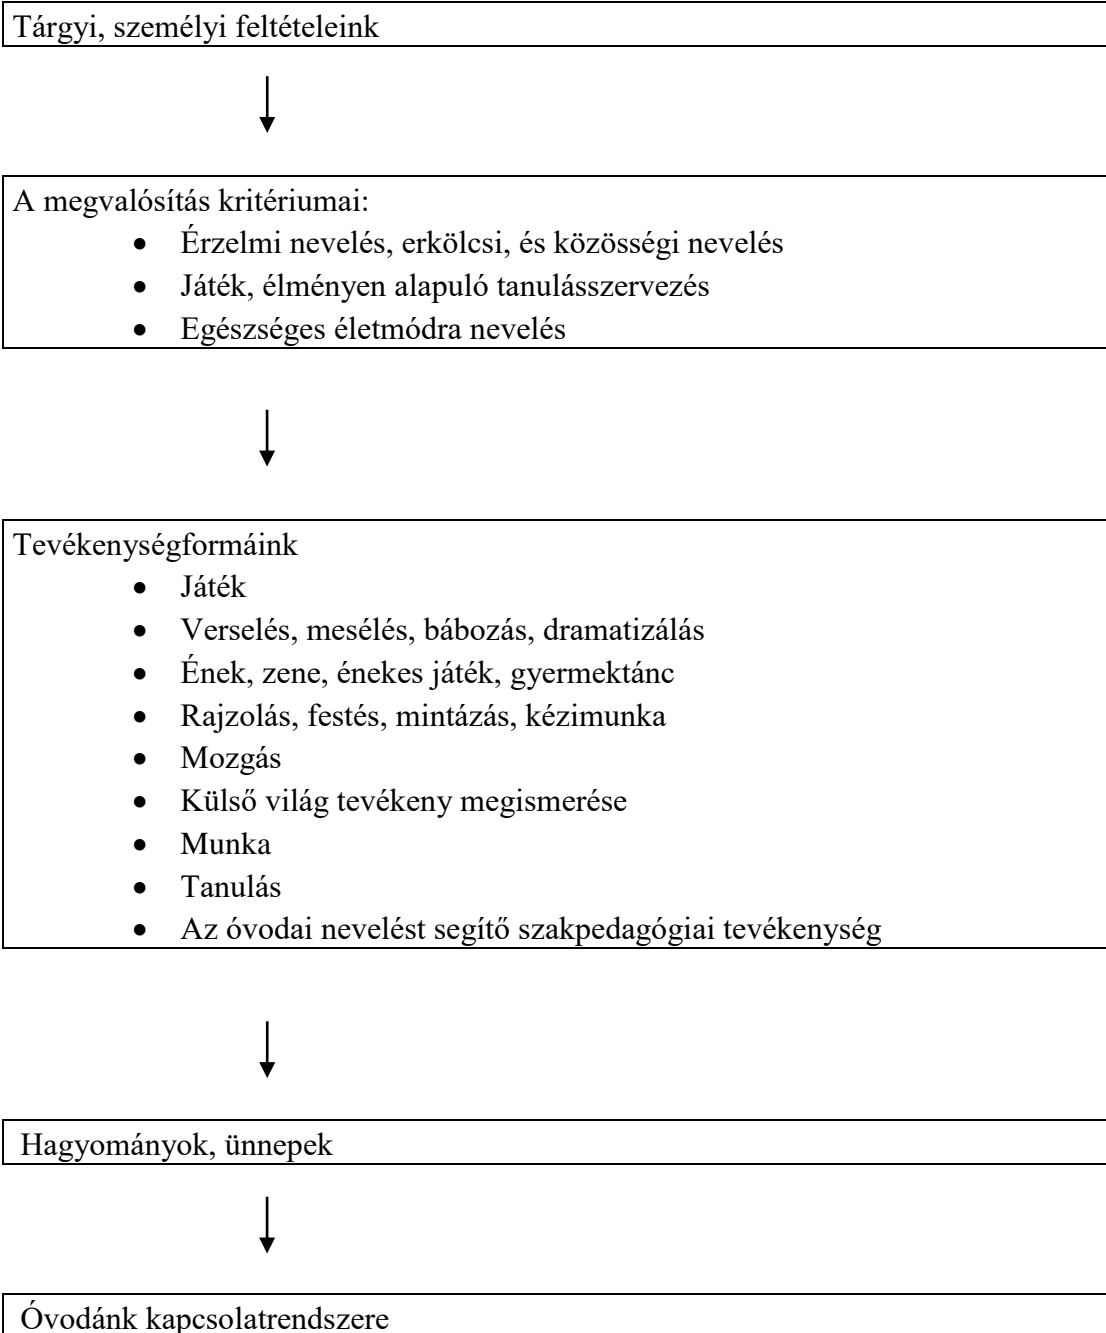 Tárgyi, személyi feltételeink
A megvalósítás kritériumai:
• Érzelmi nevelés, erkölcsi, és közösségi nevelés
• Játék, élményen alapuló tanulásszervezés
• Egészséges életmódra nevelés
Tevékenységformáink
• Játék
• Verselés, mesélés, bábozás, dramatizálás
• Ének, zene, énekes játék, gyermektánc
• Rajzolás, festés, mintázás, kézimunka
• Mozgás
• Külső világ tevékeny megismerése
• Munka
• Tanulás
• Az óvodai nevelést segítő szakpedagógiai tevékenység
Hagyományok, ünnepek
Óvodánk kapcsolatrendszere